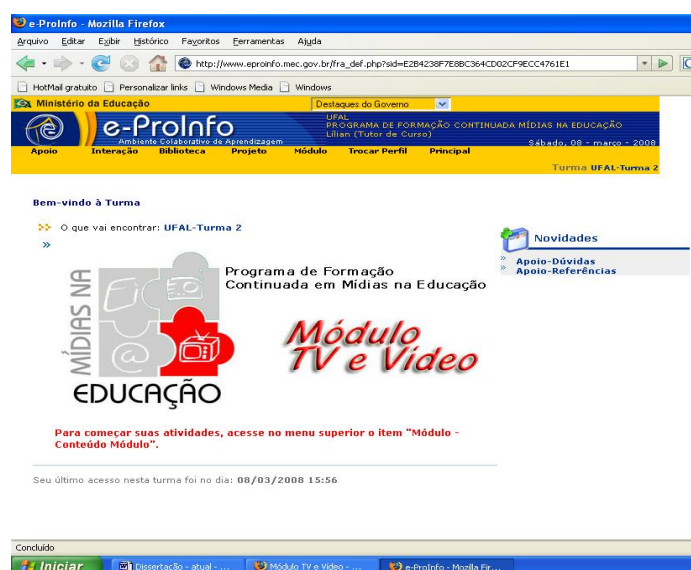 e-ProInfo - Mozilla Firefox
Arquivo Editar Exibir Histórico Favoritos Ferramentas Ajuda
http://www.eproinfo.mec.gov.br/fra_def.php?sid=E2B4238F7E8BC364CD02CF9ECC4761E1
HotMail gratuito Personalizar links Windows Media Windows
Ministério da Educação Destaques do Governo
e-ProInfo
Ambiente Colaborativo de Aprendizagem
UFAL
PROGRAMA DE FORMAÇÃO CONTINUADA MÍDIAS NA EDUCAÇÃO
Lílian (Tutor de Curso)
Sábado, 08 - março - 2008
Apoio Interação Biblioteca Projeto Módulo Trocar Perfil Principal
Turma UFAL-Turma 2
Bem-vindo à Turma
O que vai encontrar: UFAL-Turma 2
Novidades
Apoio-Dúvidas
Apoio-Referências
MÍDIAS NA
EDUCAÇÃO
Programa de Formação
Continuada em Mídias na Educação
Módulo
TV e Vídeo
Para começar suas atividades, acesse no menu superior o item "Módulo -
Conteúdo Módulo".
Seu último acesso nesta turma foi no dia: 08/03/2008 15:56
Concluído
Iniciar Dissertação - atual - ... Módulo TV e Vídeo - ... e-ProInfo - Mozilla Fir...